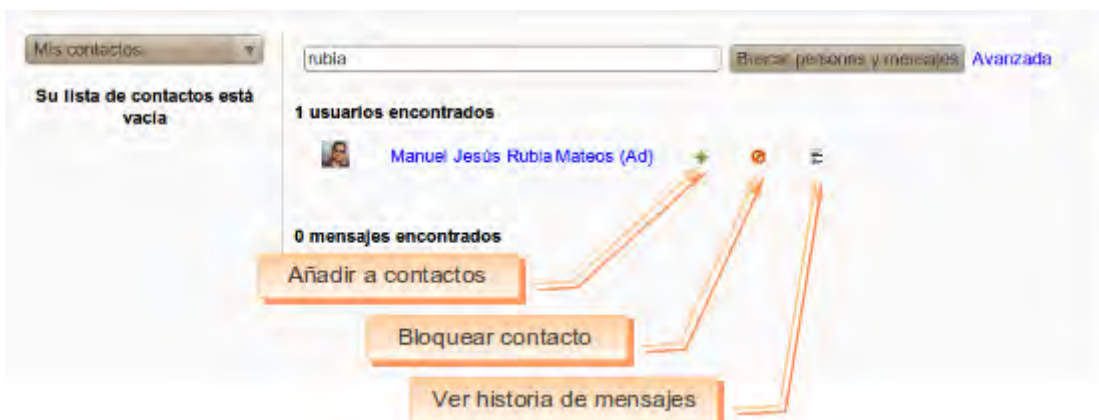 Mis contactos
Su lista de contactos está
vacía
rubia
Buscar personas y mensajes Avanzada
1 usuarios encontrados
Manuel Jesús Rubia Mateos (Ad)
0 mensajes encontrados
Añadir a contactos
Bloquear contacto
Ver historia de mensajes